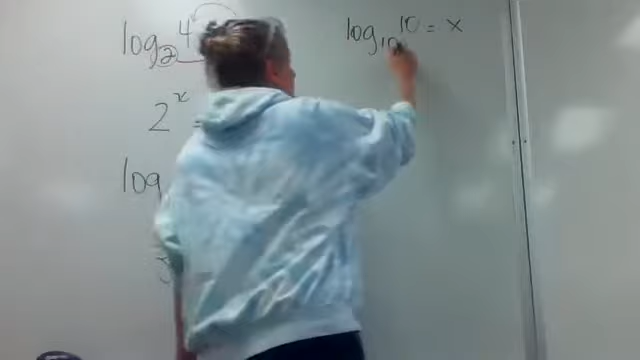 log₂ 4
2ˣ =
log
log₁₀ 10 = x